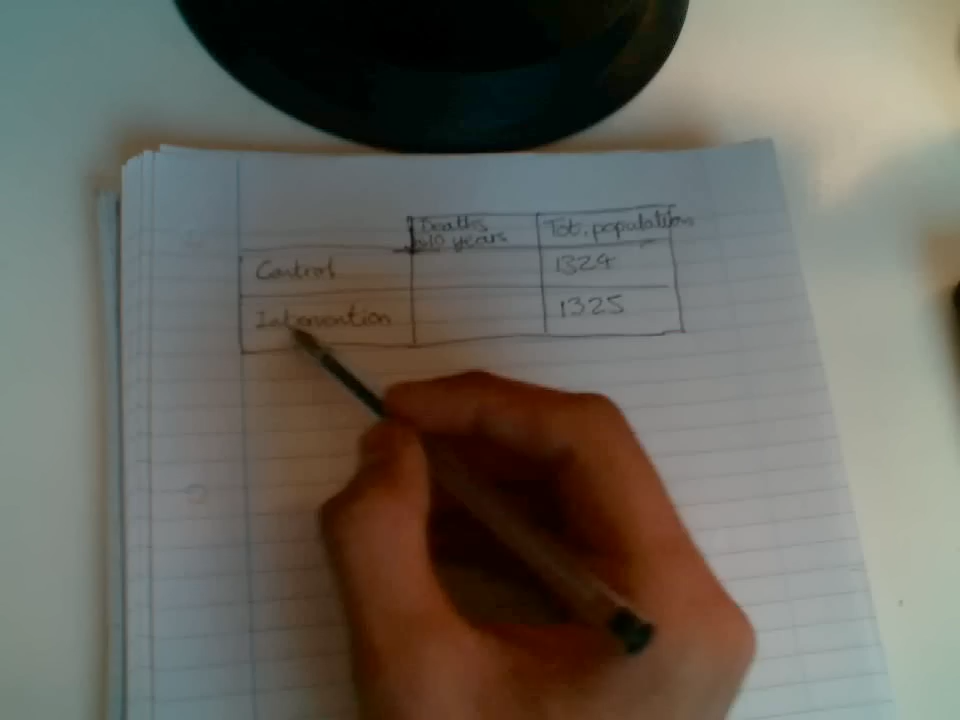 Deaths Tot. population
10 years
Control 1324
Intervention 1325